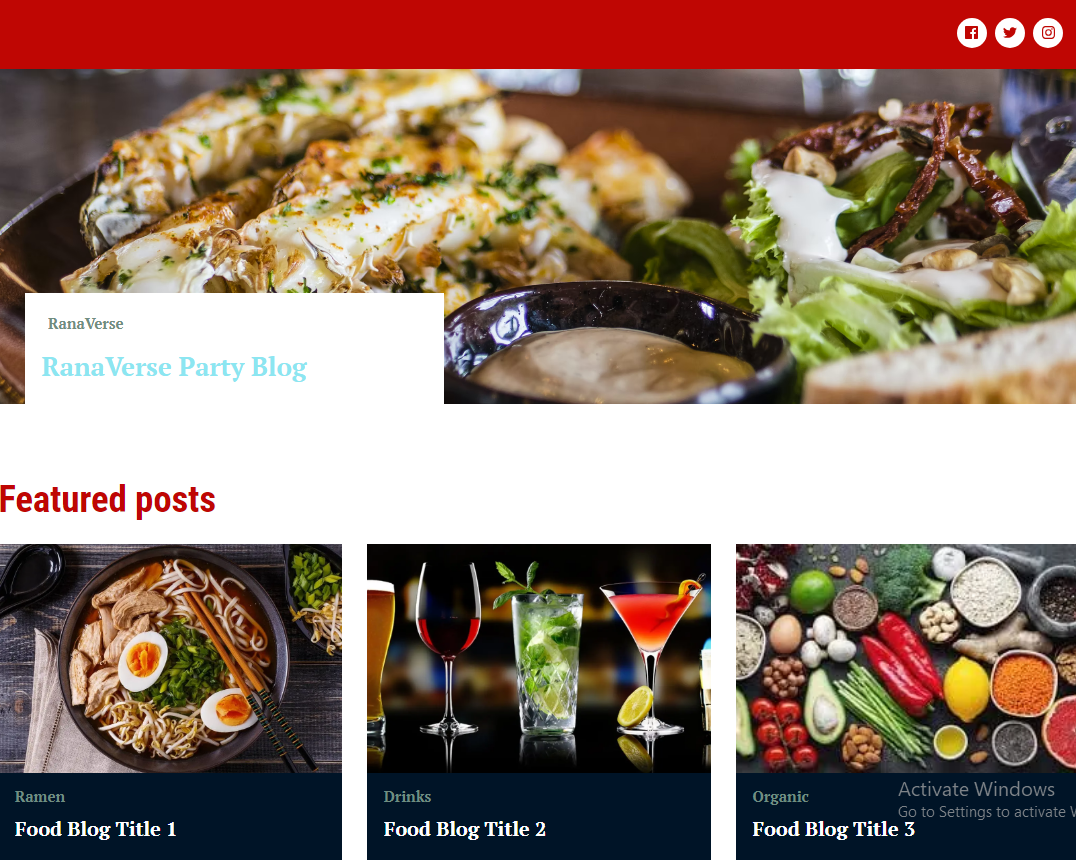 RanaVerse
RanaVerse Party Blog
Featured posts
Ramen
Food Blog Title 1
Drinks
Food Blog Title 2
Organic
Food Blog Title 3
Activate Windows
Go to Settings to activate